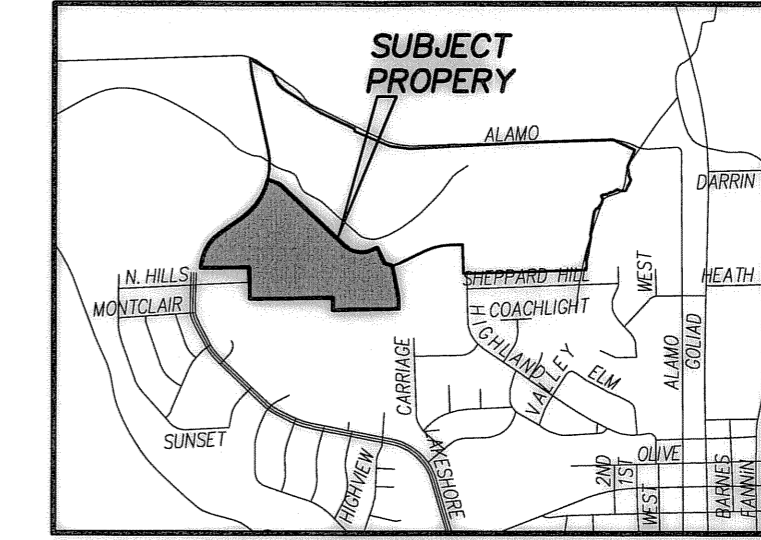 SUBJECT
PROPERY
ALAMO
DARRIN
N. HILLS
SHEPPARD HILL
WEST
HEATH
MONTCLAIR
COACHLIGHT
HIGHLAND
VALLEY
ELM
ALAMO
GOLIAD
CARRIAGE
SUNSET
HIGHVIEW
LAKESHORE
OLIVE
2ND
1ST
WEST
BARNES
FANNIN